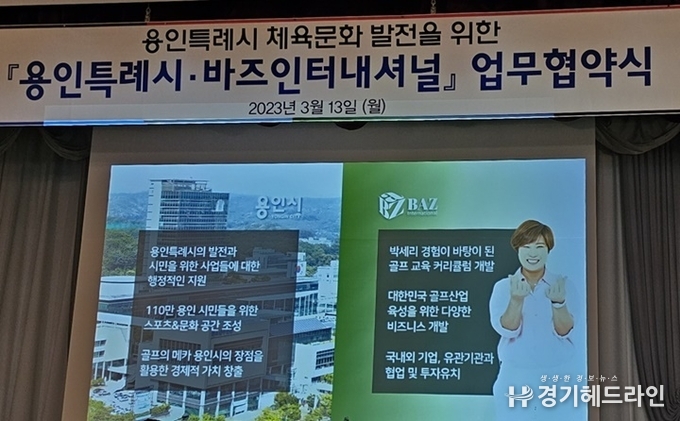 용인특례시 체육문화 발전을 위한
『용인특례시·바즈인터내셔널』 업무협약식
2023년 3월 13일 (월)
용인시
용인특례시의 발전과
시민을 위한 사업들에 대한
행정적인 지원
110만 용인 시민들을 위한
스포츠&문화 공간 조성
골프의 메카 용인시의 장점을
활용한 경제적 가치 창출
BAZ
박세리 경험이 바탕이 된
골프 교육 커리큘럼 개발
대한민국 골프산업
육성을 위한 다양한
비즈니스 개발
국내외 기업, 유관기관과
협업 및 투자유치
생·생·한 경·보·뉴·스
경기헤드라인